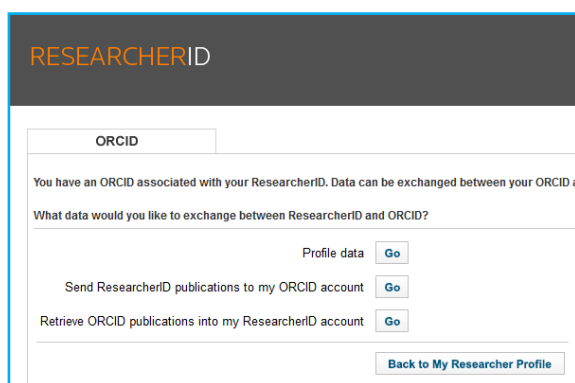 RESEARCHERID
ORCID
You have an ORCID associated with your ResearcherID. Data can be exchanged between your ORCID
What data would you like to exchange between ResearcherID and ORCID?
Profile data Go
Send ResearcherID publications to my ORCID account Go
Retrieve ORCID publications into my ResearcherID account Go
Back to My Researcher Profile